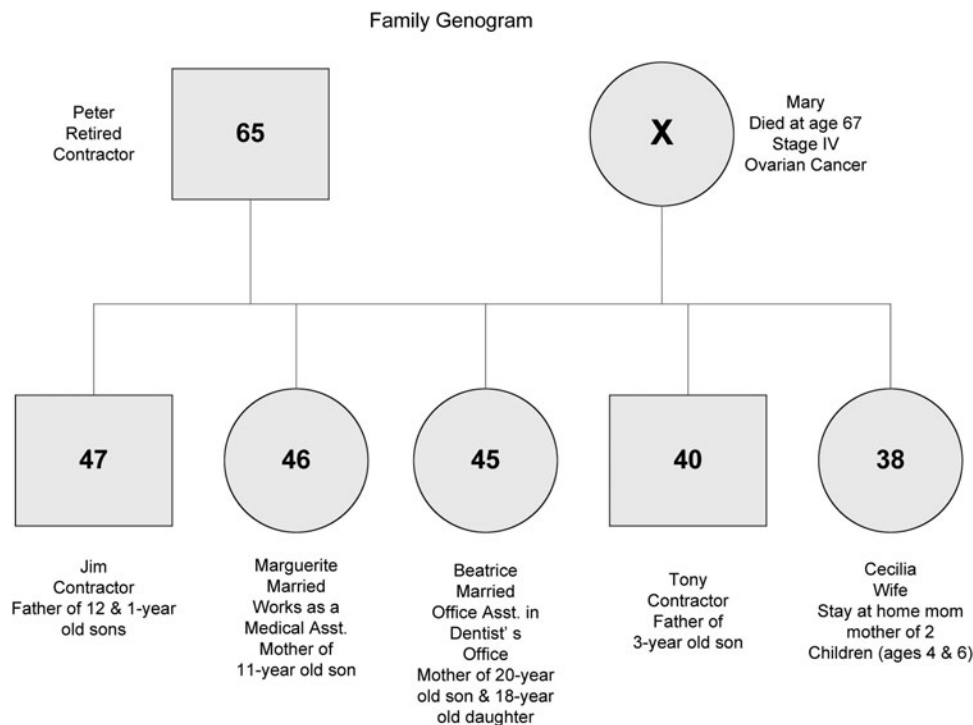 Family Genogram
Peter
Retired
Contractor
65
X
Mary
Died at age 67
Stage IV
Ovarian Cancer
47
46
45
40
38
Jim
Contractor
Father of 12 & 1-year
old sons
Marguerite
Married
Works as a
Medical Asst.
Mother of
11-year old son
Beatrice
Married
Office Asst. in
Dentist’ s
Office
Mother of 20-year
old son & 18-year
old daughter
Tony
Contractor
Father of
3-year old son
Cecilia
Wife
Stay at home mom
mother of 2
Children (ages 4 & 6)